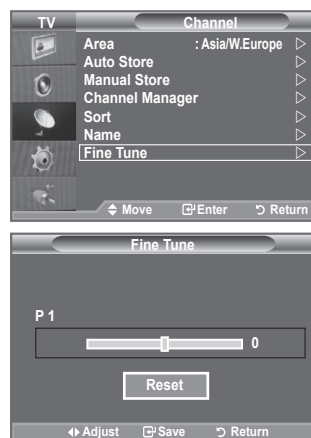 TV Channel
Area : Asia/W.Europe
Auto Store
Manual Store
Channel Manager
Sort
Name
Fine Tune
Move Enter Return
Fine Tune
P 1
0
Reset
Adjust Save Return